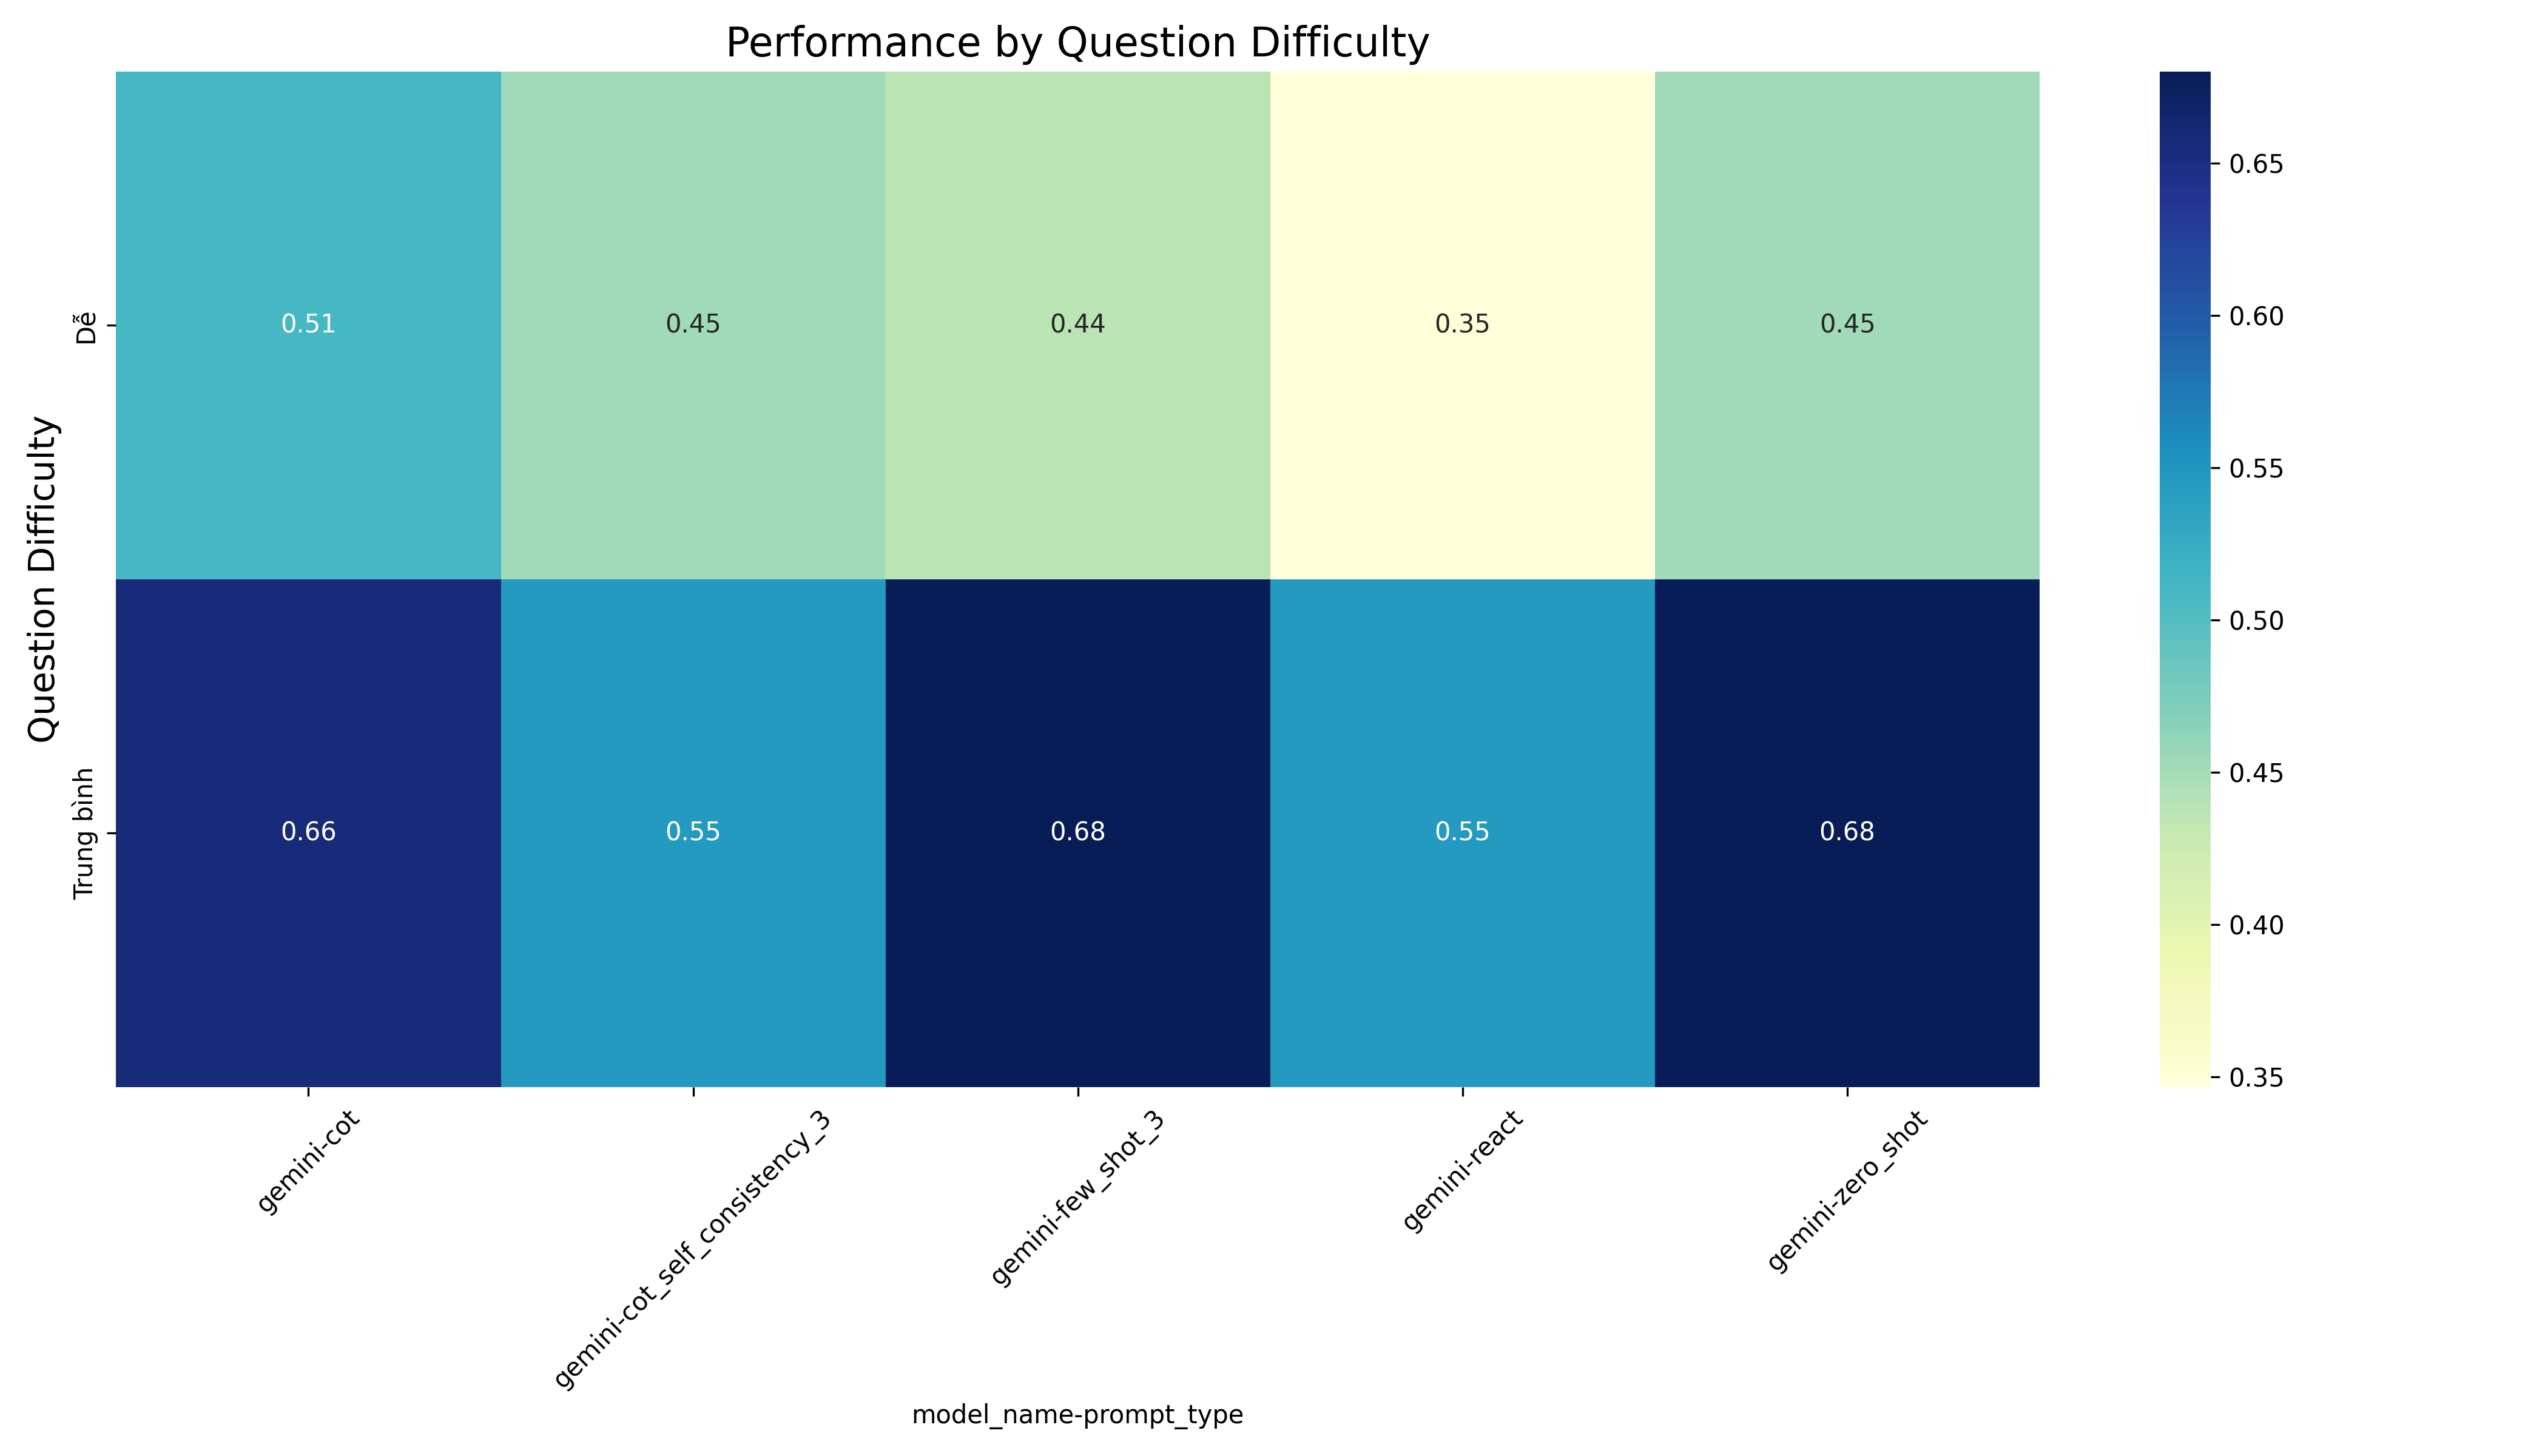 Performance by Question Difficulty
Question Difficulty
Dễ
0.51 0.45 0.44 0.35 0.45
Trung bình
0.66 0.55 0.68 0.55 0.68
gemini-cot
gemini-cot_self_consistency_3
gemini-few_shot_3
gemini-react
gemini-zero_shot
model_name-prompt_type
0.65
0.60
0.55
0.50
0.45
0.40
0.35